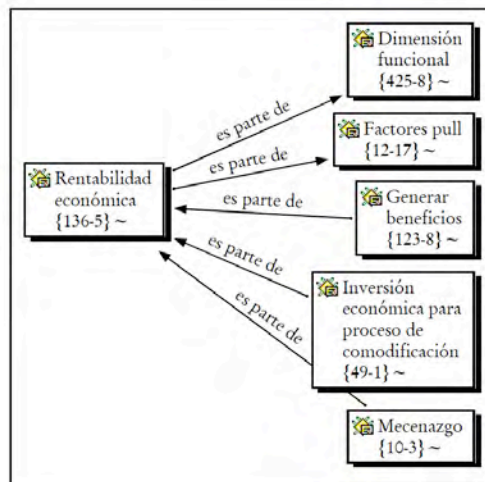 Dimensión
funcional
{425-8} ~
es parte de
Factores pull
{12-17} ~
es parte de
Rentabilidad
económica
{136-5} ~
es parte de
Generar
beneficios
{123-8} ~
es parte de
Inversión
económica para
proceso de
comodificación
{49-1} ~
es parte de
Mecenazgo
{10-3} ~